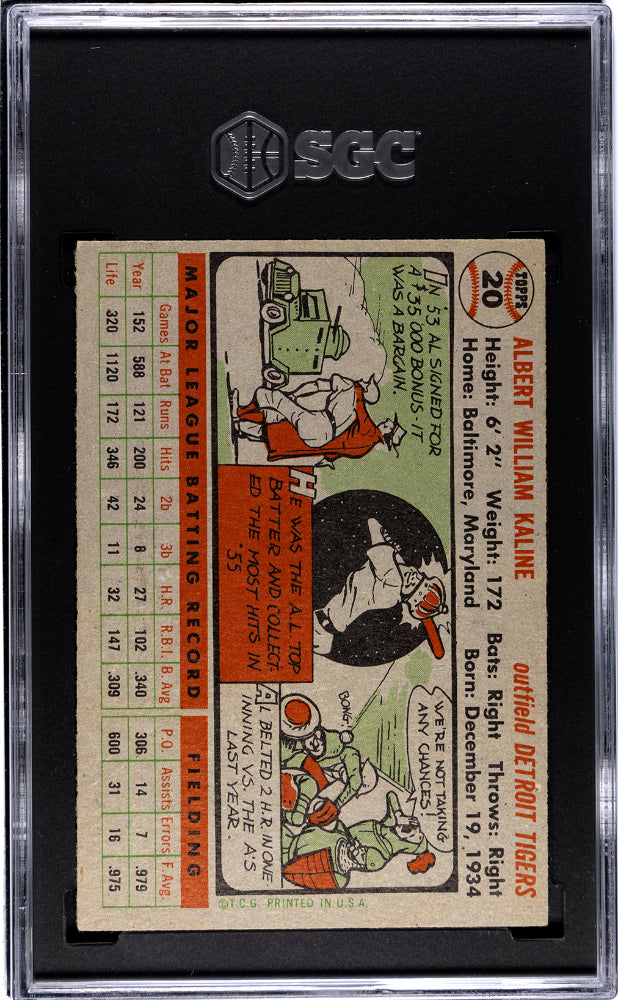 SGC
TOPPS
20
ALBERT WILLIAM KALINE outfield DETROIT TIGERS
Height: 6' 2" Weight: 172 Bats: Right Throws: Right
Home: Baltimore, Maryland Born: December 19, 1934
IN '53 AL SIGNED FOR
A $35000 BONUS-IT
WAS A BARGAIN.
HE WAS THE A.L. TOP
BATTER AND COLLECT-
ED THE MOST HITS IN
'55
WE'RE NOT TAKING
ANY CHANCES!
BONG!
AL BELTED 2 H.R. IN ONE
INNING VS. THE A'S
LAST YEAR.
MAJOR LEAGUE BATTING RECORD FIELDING
Games At Bat Runs Hits 2b 3b H.R. R.B.I. B. Avg. P.O. Assists Errors F. Avg.
Year 152 588 121 200 24 8 27 102 .340 306 14 7 .979
Life 320 1120 172 346 42 11 32 147 .309 600 31 16 .975
©T.C.G. PRINTED IN U.S.A.